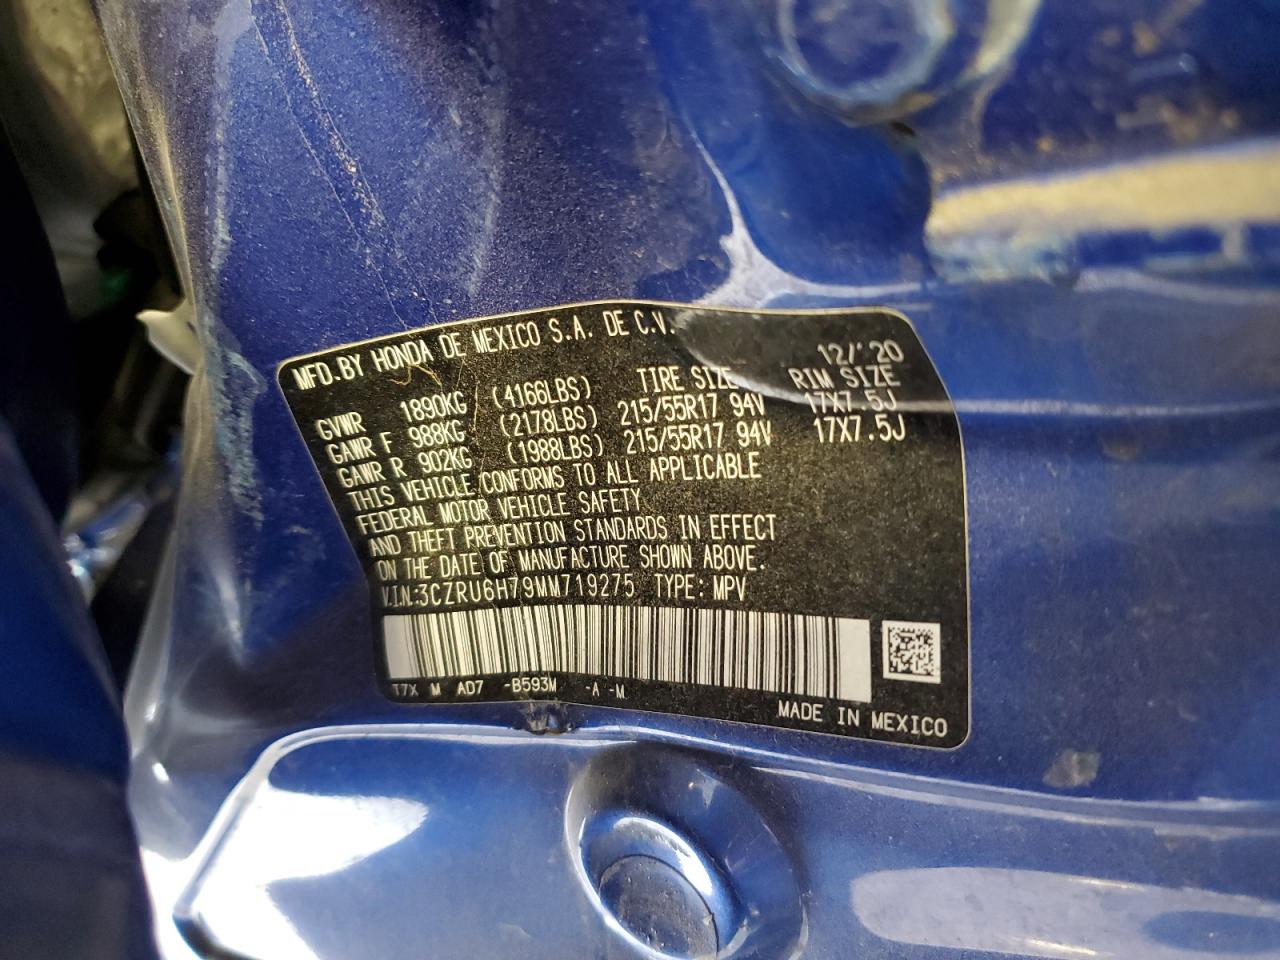 MFD. BY HONDA DE MEXICO S.A. DE C.V. 12/'20
TIRE SIZE RIM SIZE
GVWR 1890KG (4166LBS)
GAWR F 988KG (2178LBS) 215/55R17 94V 17X7.5J
GAWR R 902KG (1988LBS) 215/55R17 94V 17X7.5J
THIS VEHICLE CONFORMS TO ALL APPLICABLE
FEDERAL MOTOR VEHICLE SAFETY
AND THEFT PREVENTION STANDARDS IN EFFECT
ON THE DATE OF MANUFACTURE SHOWN ABOVE.
V.I.N.:3CZRU6H79MM719275 TYPE: MPV
T7X M AD7 -B593M -A -M
MADE IN MEXICO